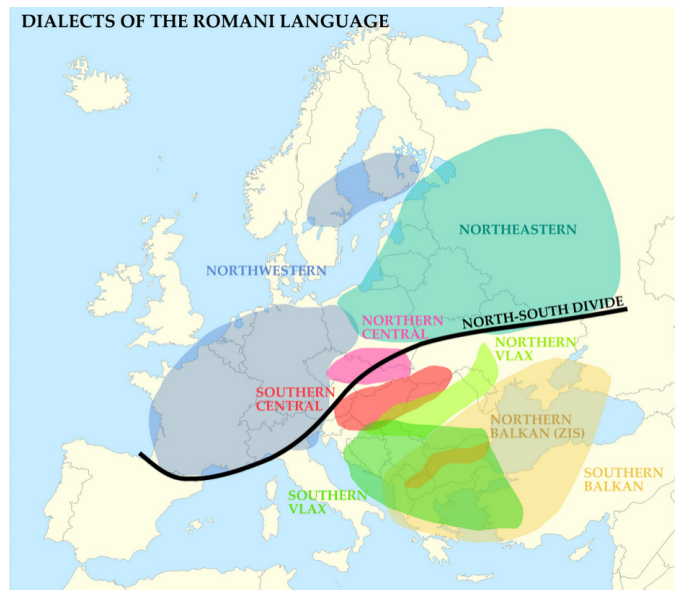 DIALECTS OF THE ROMANI LANGUAGE
NORTHEASTERN
NORTHWESTERN
NORTH-SOUTH DIVIDE
NORTHERN
CENTRAL
NORTHERN
VLAX
SOUTHERN
CENTRAL
NORTHERN
BALKAN (ZIS)
SOUTHERN
BALKAN
SOUTHERN
VLAX